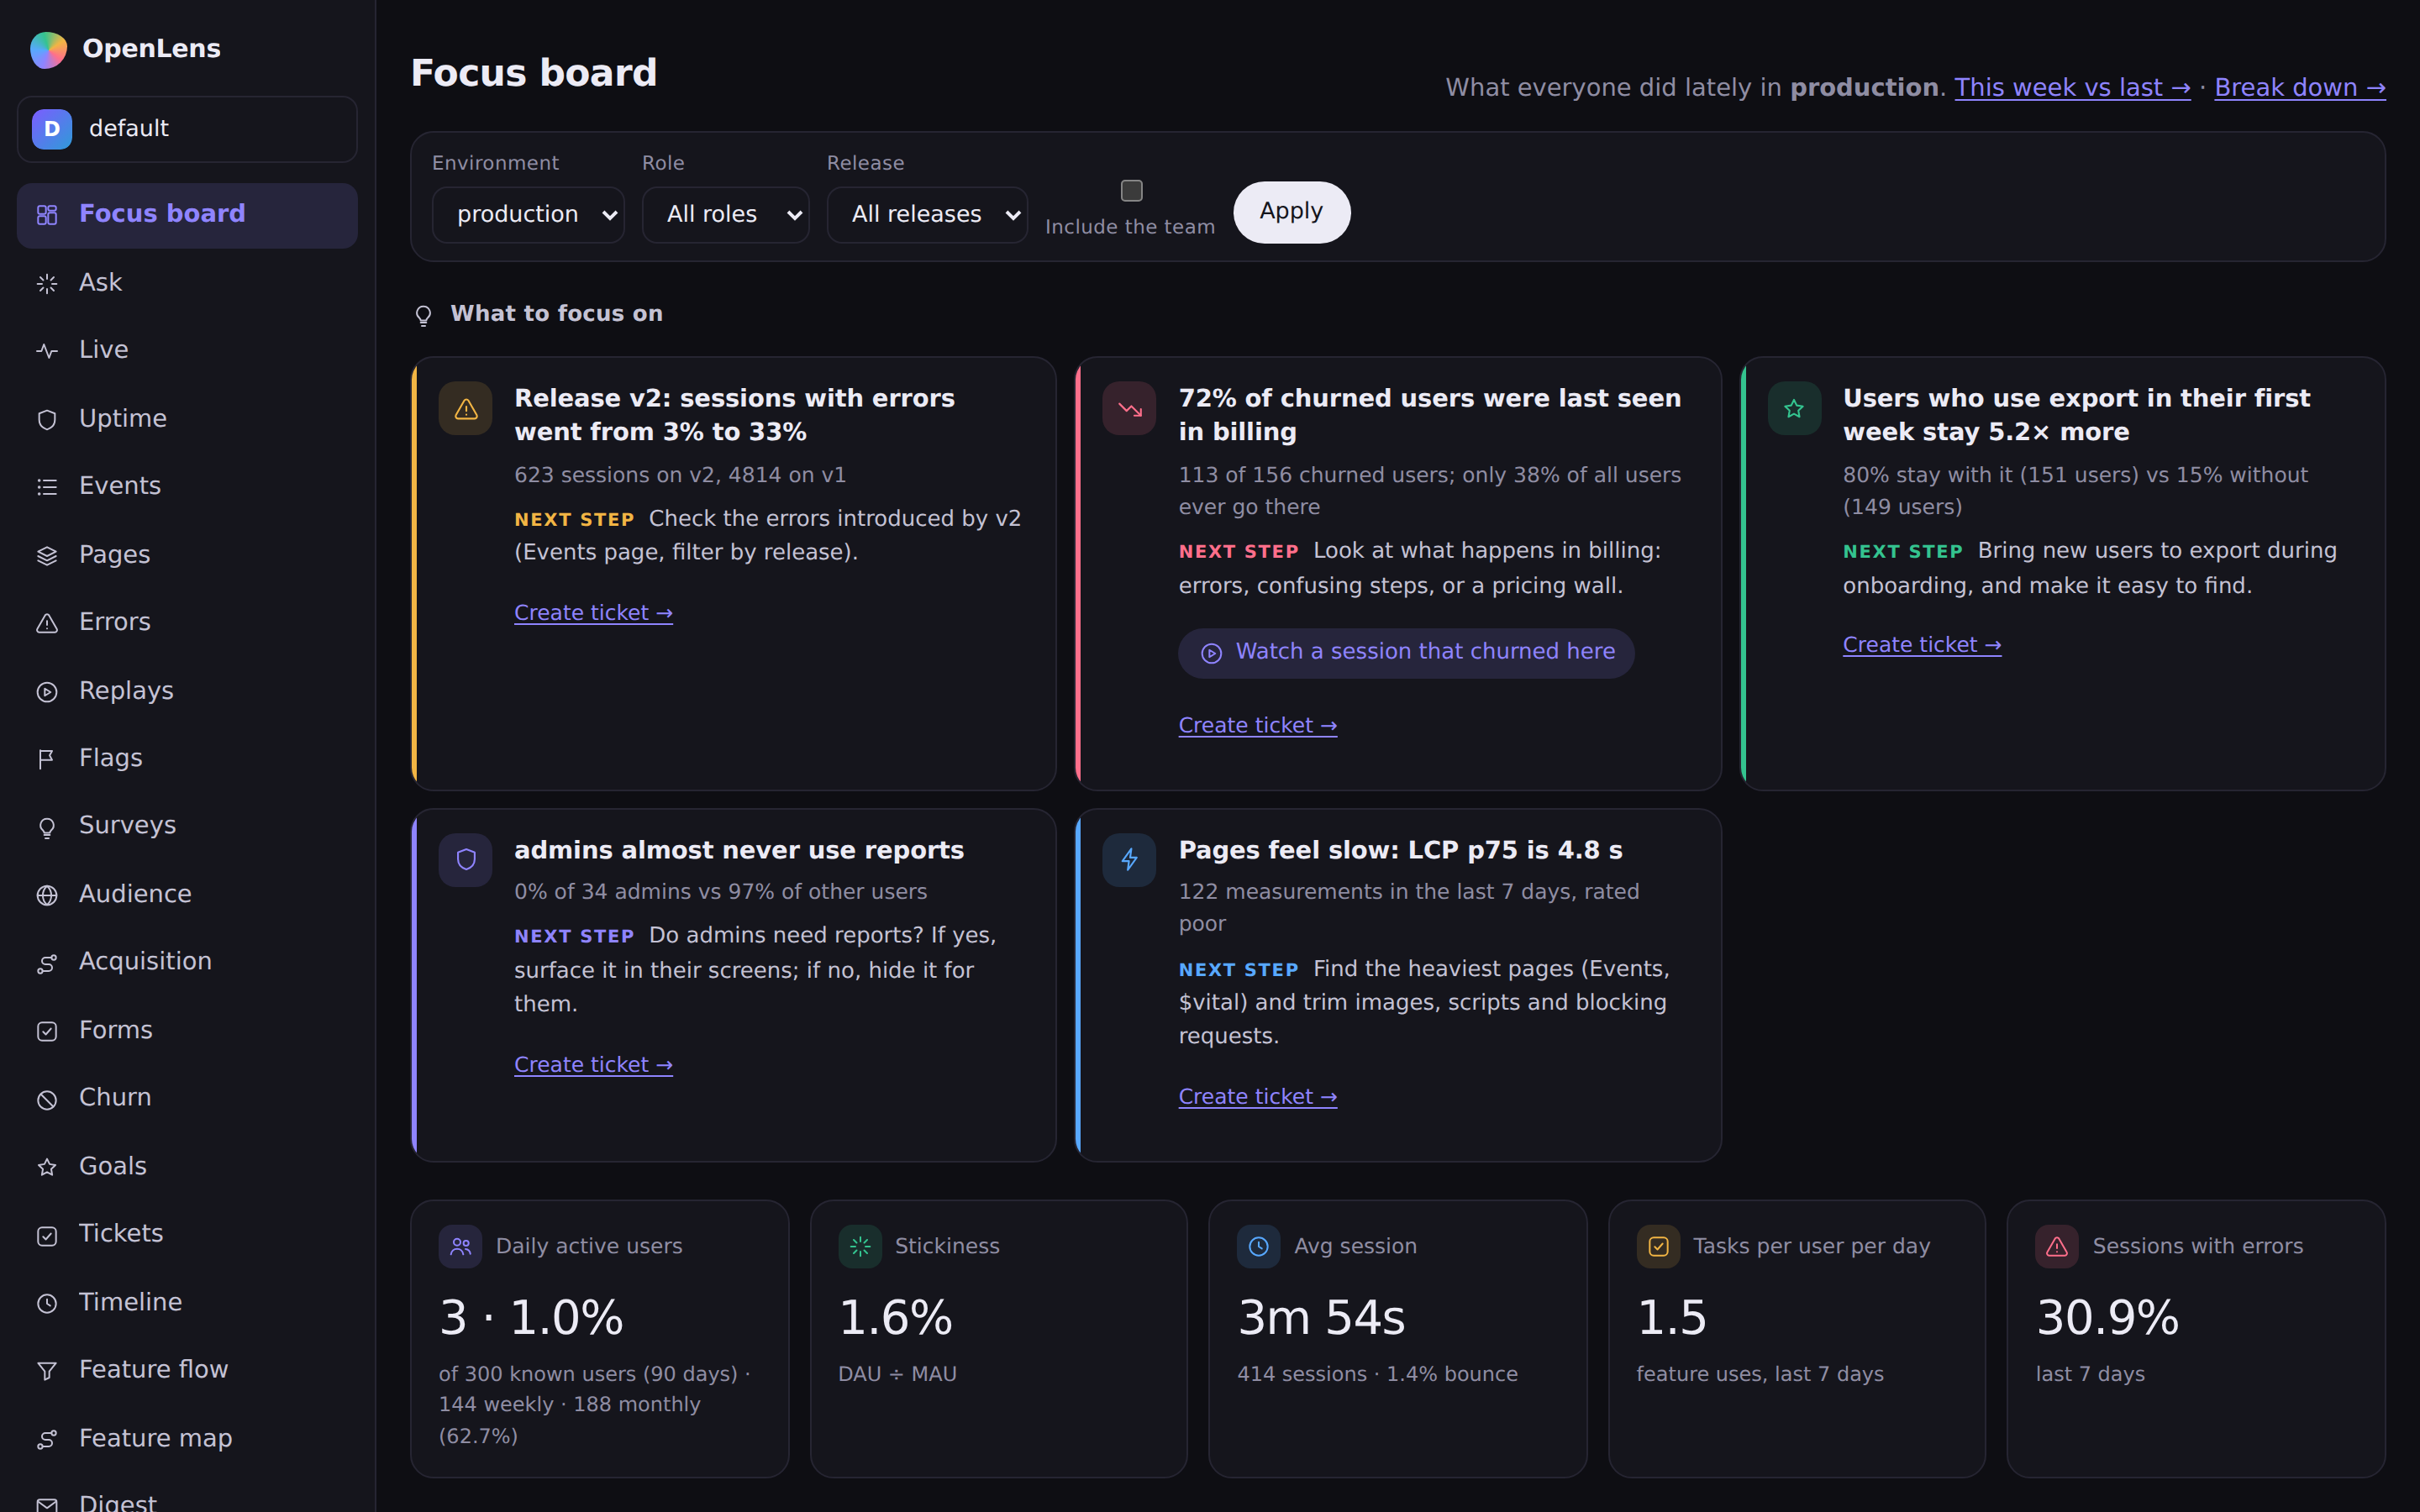 OpenLens
D default
Focus board
Ask
Live
Uptime
Events
Pages
Errors
Replays
Flags
Surveys
Audience
Acquisition
Forms
Churn
Goals
Tickets
Timeline
Feature flow
Feature map
Digest
Focus board
What everyone did lately in production. This week vs last → · Break down →
Environment
production
Role
All roles
Release
All releases
Include the team
Apply
What to focus on
Release v2: sessions with errors
went from 3% to 33%
623 sessions on v2, 4814 on v1
NEXT STEP Check the errors introduced by v2
(Events page, filter by release).
Create ticket →
72% of churned users were last seen
in billing
113 of 156 churned users; only 38% of all users
ever go there
NEXT STEP Look at what happens in billing:
errors, confusing steps, or a pricing wall.
Watch a session that churned here
Create ticket →
Users who use export in their first
week stay 5.2× more
80% stay with it (151 users) vs 15% without
(149 users)
NEXT STEP Bring new users to export during
onboarding, and make it easy to find.
Create ticket →
admins almost never use reports
0% of 34 admins vs 97% of other users
NEXT STEP Do admins need reports? If yes,
surface it in their screens; if no, hide it for
them.
Create ticket →
Pages feel slow: LCP p75 is 4.8 s
122 measurements in the last 7 days, rated
poor
NEXT STEP Find the heaviest pages (Events,
$vital) and trim images, scripts and blocking
requests.
Create ticket →
Daily active users
3 · 1.0%
of 300 known users (90 days) ·
144 weekly · 188 monthly
(62.7%)
Stickiness
1.6%
DAU ÷ MAU
Avg session
3m 54s
414 sessions · 1.4% bounce
Tasks per user per day
1.5
feature uses, last 7 days
Sessions with errors
30.9%
last 7 days